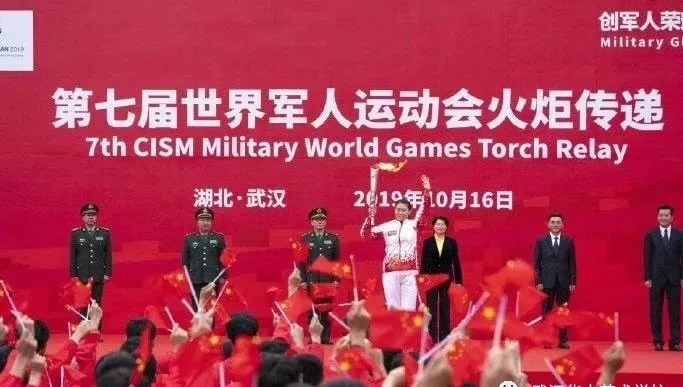 创军人荣
Military Gl
2019
第七届世界军人运动会火炬传递
7th CISM Military World Games Torch Relay
湖北·武汉
2019年10月16日